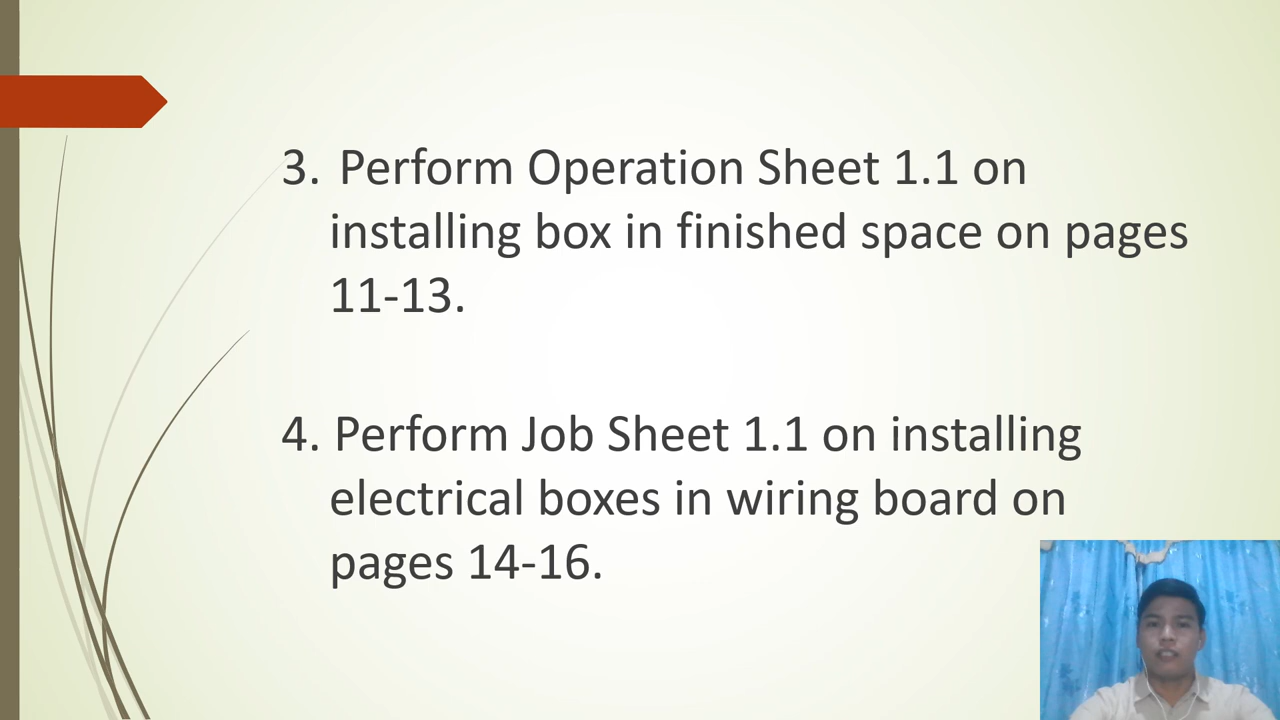 3. Perform Operation Sheet 1.1 on
installing box in finished space on pages
11-13.
4. Perform Job Sheet 1.1 on installing
electrical boxes in wiring board on
pages 14-16.